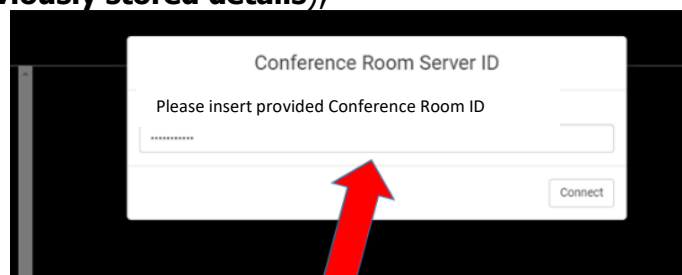 viously stored details),
Conference Room Server ID
Please insert provided Conference Room ID
•••••••••••
Connect